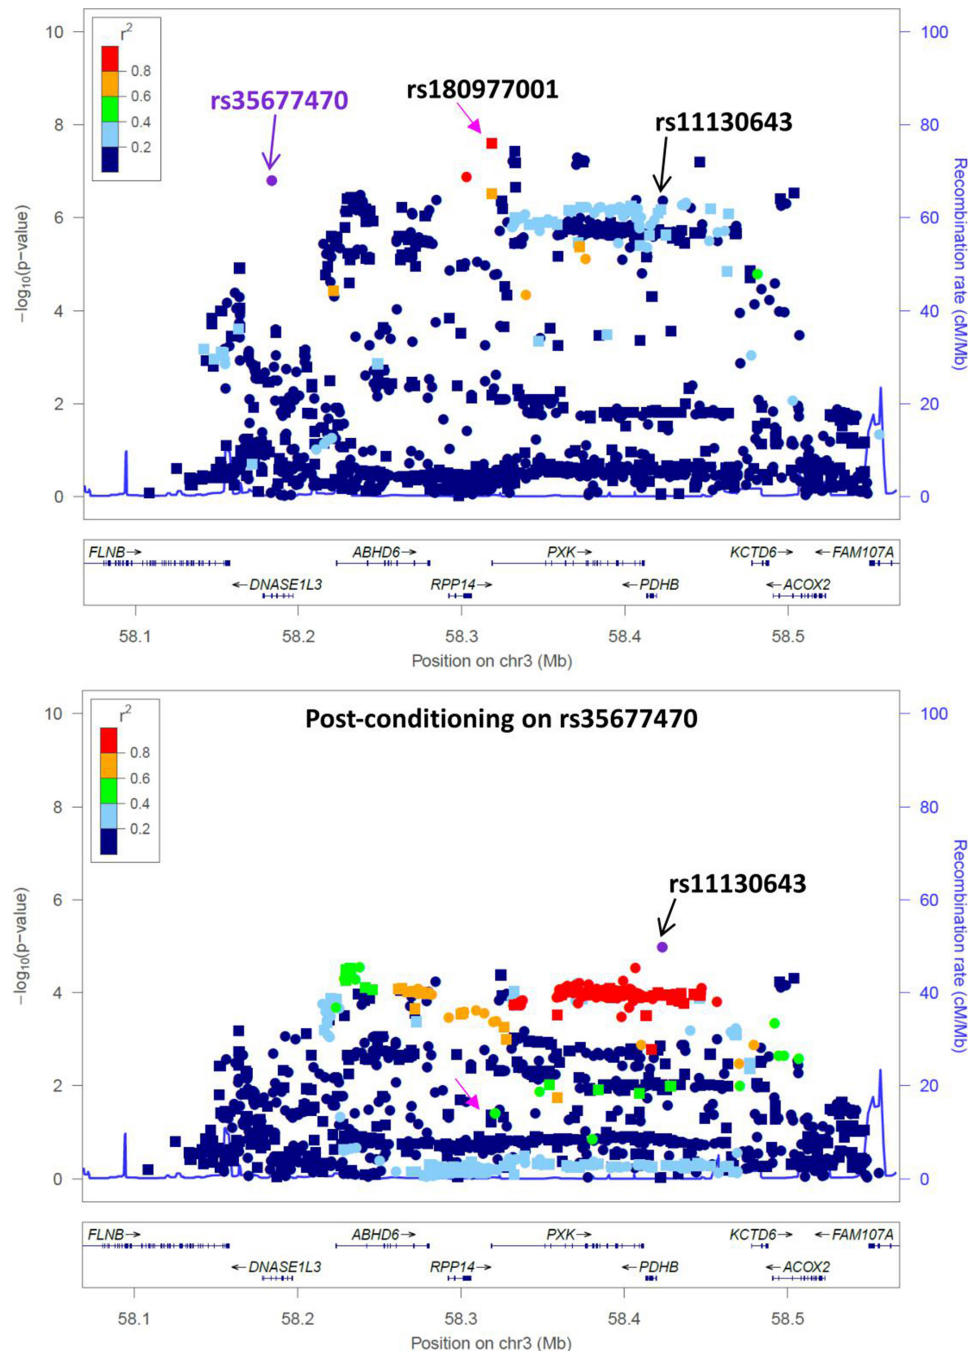 r2
0.8
0.6
0.4
0.2
rs35677470
rs180977001
rs11130643
10
8
6
4
2
0
−log10(p−value)
100
80
60
40
20
0
Recombination rate (cM/Mb)
FLNB→
ABHD6→
PXK→
KCTD6→
←FAM107A
←DNASE1L3
RPP14→
←PDHB
←ACOX2
58.1
58.2
58.3
58.4
58.5
Position on chr3 (Mb)
Post-conditioning on rs35677470
r2
0.8
0.6
0.4
0.2
rs11130643
10
8
6
4
2
0
−log10(p−value)
100
80
60
40
20
0
Recombination rate (cM/Mb)
FLNB→
ABHD6→
PXK→
KCTD6→
←FAM107A
←DNASE1L3
RPP14→
←PDHB
←ACOX2
58.1
58.2
58.3
58.4
58.5
Position on chr3 (Mb)